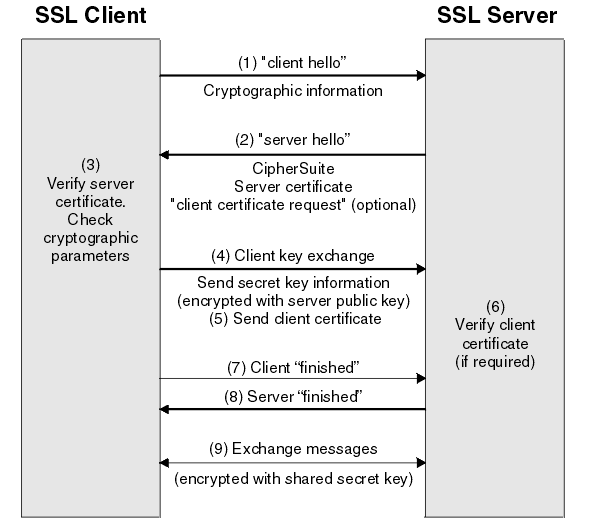 SSL Client
SSL Server
(1) "client hello”
Cryptographic information
(2) "server hello”
CipherSuite
Server certificate
"client certificate request" (optional)
(3)
Verify server
certificate.
Check
cryptographic
parameters
(4) Client key exchange
Send secret key information
(encrypted with server public key)
(5) Send client certificate
(6)
Verify client
certificate
(if required)
(7) Client “finished”
(8) Server “finished”
(9) Exchange messages
(encrypted with shared secret key)